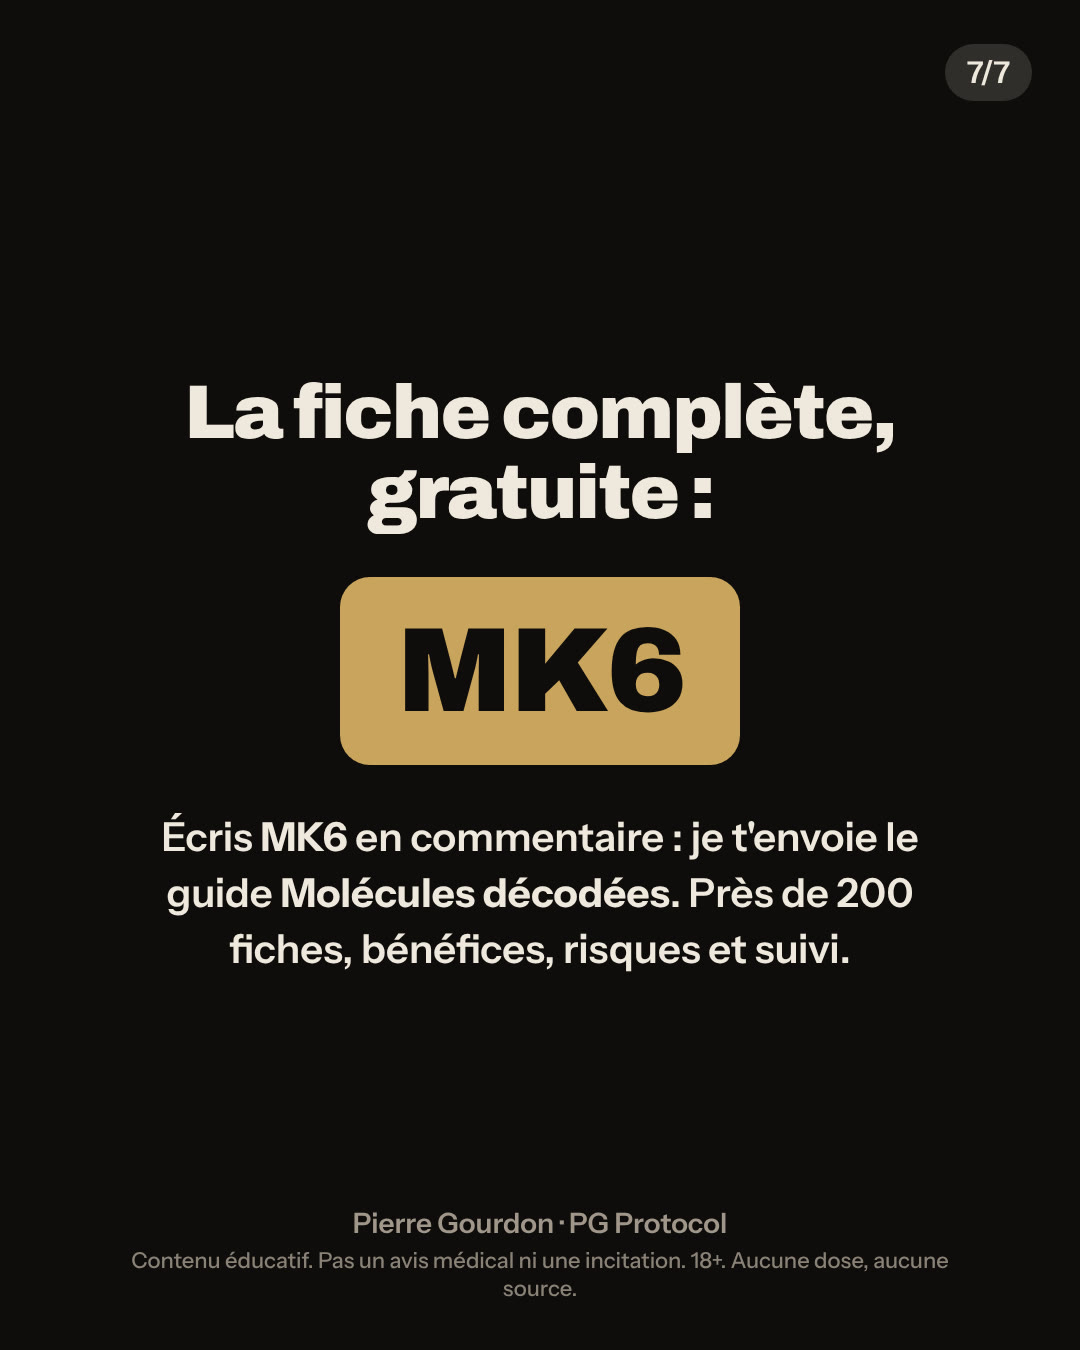 7/7
La fiche complète,
gratuite :
MK6
Écris MK6 en commentaire : je t'envoie le
guide Molécules décodées. Près de 200
fiches, bénéfices, risques et suivi.
Pierre Gourdon · PG Protocol
Contenu éducatif. Pas un avis médical ni une incitation. 18+. Aucune dose, aucune
source.